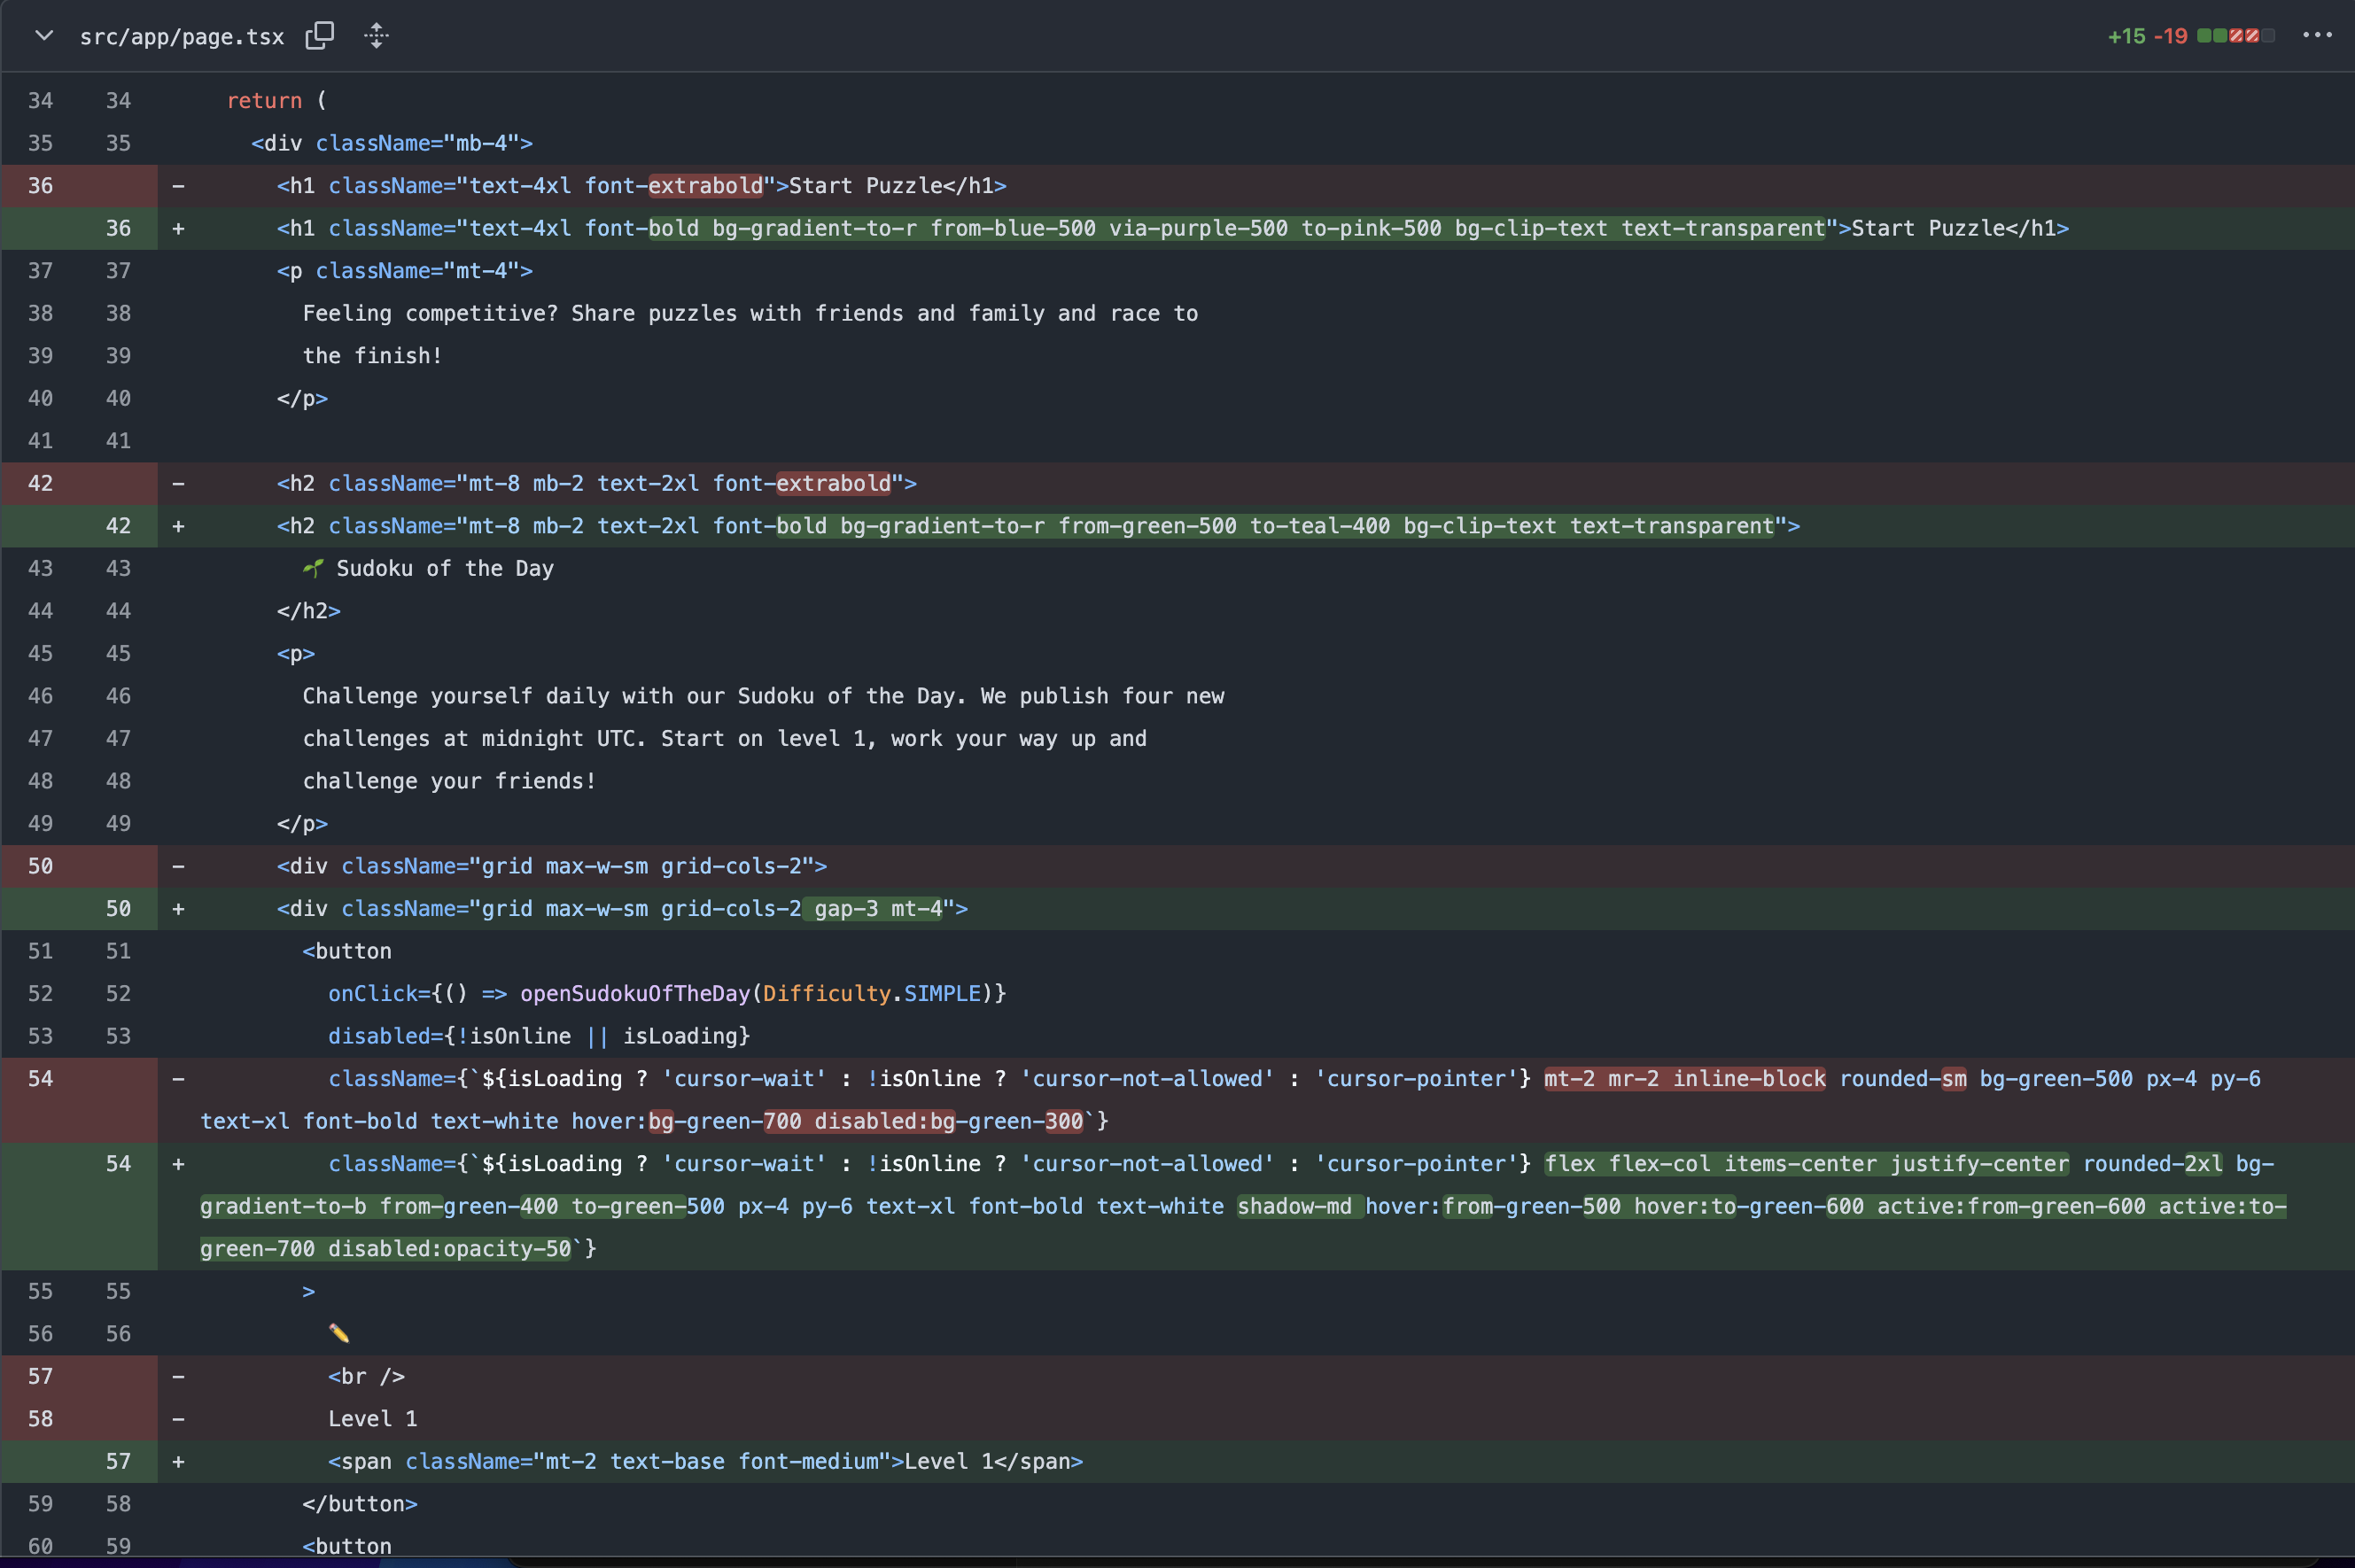 src/app/page.tsx +15 -19
34 34 return (
35 35 <div className="mb-4">
36 - <h1 className="text-4xl font-extrabold">Start Puzzle</h1>
36 + <h1 className="text-4xl font-bold bg-gradient-to-r from-blue-500 via-purple-500 to-pink-500 bg-clip-text text-transparent">Start Puzzle</h1>
37 37 <p className="mt-4">
38 38 Feeling competitive? Share puzzles with friends and family and race to
39 39 the finish!
40 40 </p>
41 41
42 - <h2 className="mt-8 mb-2 text-2xl font-extrabold">
42 + <h2 className="mt-8 mb-2 text-2xl font-bold bg-gradient-to-r from-green-500 to-teal-400 bg-clip-text text-transparent">
43 43 🌱 Sudoku of the Day
44 44 </h2>
45 45 <p>
46 46 Challenge yourself daily with our Sudoku of the Day. We publish four new
47 47 challenges at midnight UTC. Start on level 1, work your way up and
48 48 challenge your friends!
49 49 </p>
50 - <div className="grid max-w-sm grid-cols-2">
50 + <div className="grid max-w-sm grid-cols-2 gap-3 mt-4">
51 51 <button
52 52 onClick={() => openSudokuOfTheDay(Difficulty.SIMPLE)}
53 53 disabled={!isOnline || isLoading}
54 - className={`${isLoading ? 'cursor-wait' : !isOnline ? 'cursor-not-allowed' : 'cursor-pointer'} mt-2 mr-2 inline-block rounded-sm bg-green-500 px-4 py-6
text-xl font-bold text-white hover:bg-green-700 disabled:bg-green-300`}
54 + className={`${isLoading ? 'cursor-wait' : !isOnline ? 'cursor-not-allowed' : 'cursor-pointer'} flex flex-col items-center justify-center rounded-2xl bg-
gradient-to-b from-green-400 to-green-500 px-4 py-6 text-xl font-bold text-white shadow-md hover:from-green-500 hover:to-green-600 active:from-green-600 active:to-
green-700 disabled:opacity-50`}
55 55 >
56 56 ✏️
57 - <br />
58 - Level 1
57 + <span className="mt-2 text-base font-medium">Level 1</span>
59 58 </button>
60 59 <button